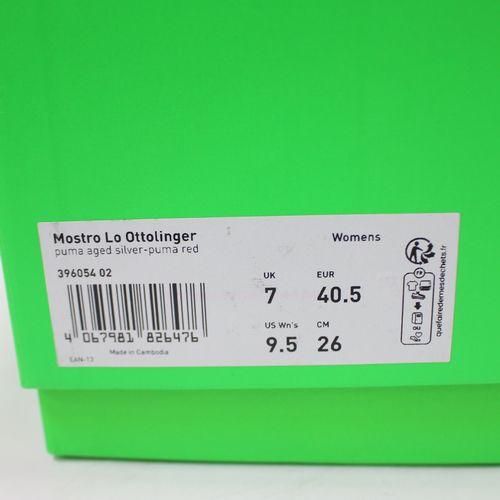 Mostro Lo Ottolinger
puma aged silver-puma red
Womens
396054 02
UK EUR
7 40.5
US Wn's CM
9.5 26
4 067981 826476
Made in Cambodia
EAN-13
FR
quefairedemesdechets.fr